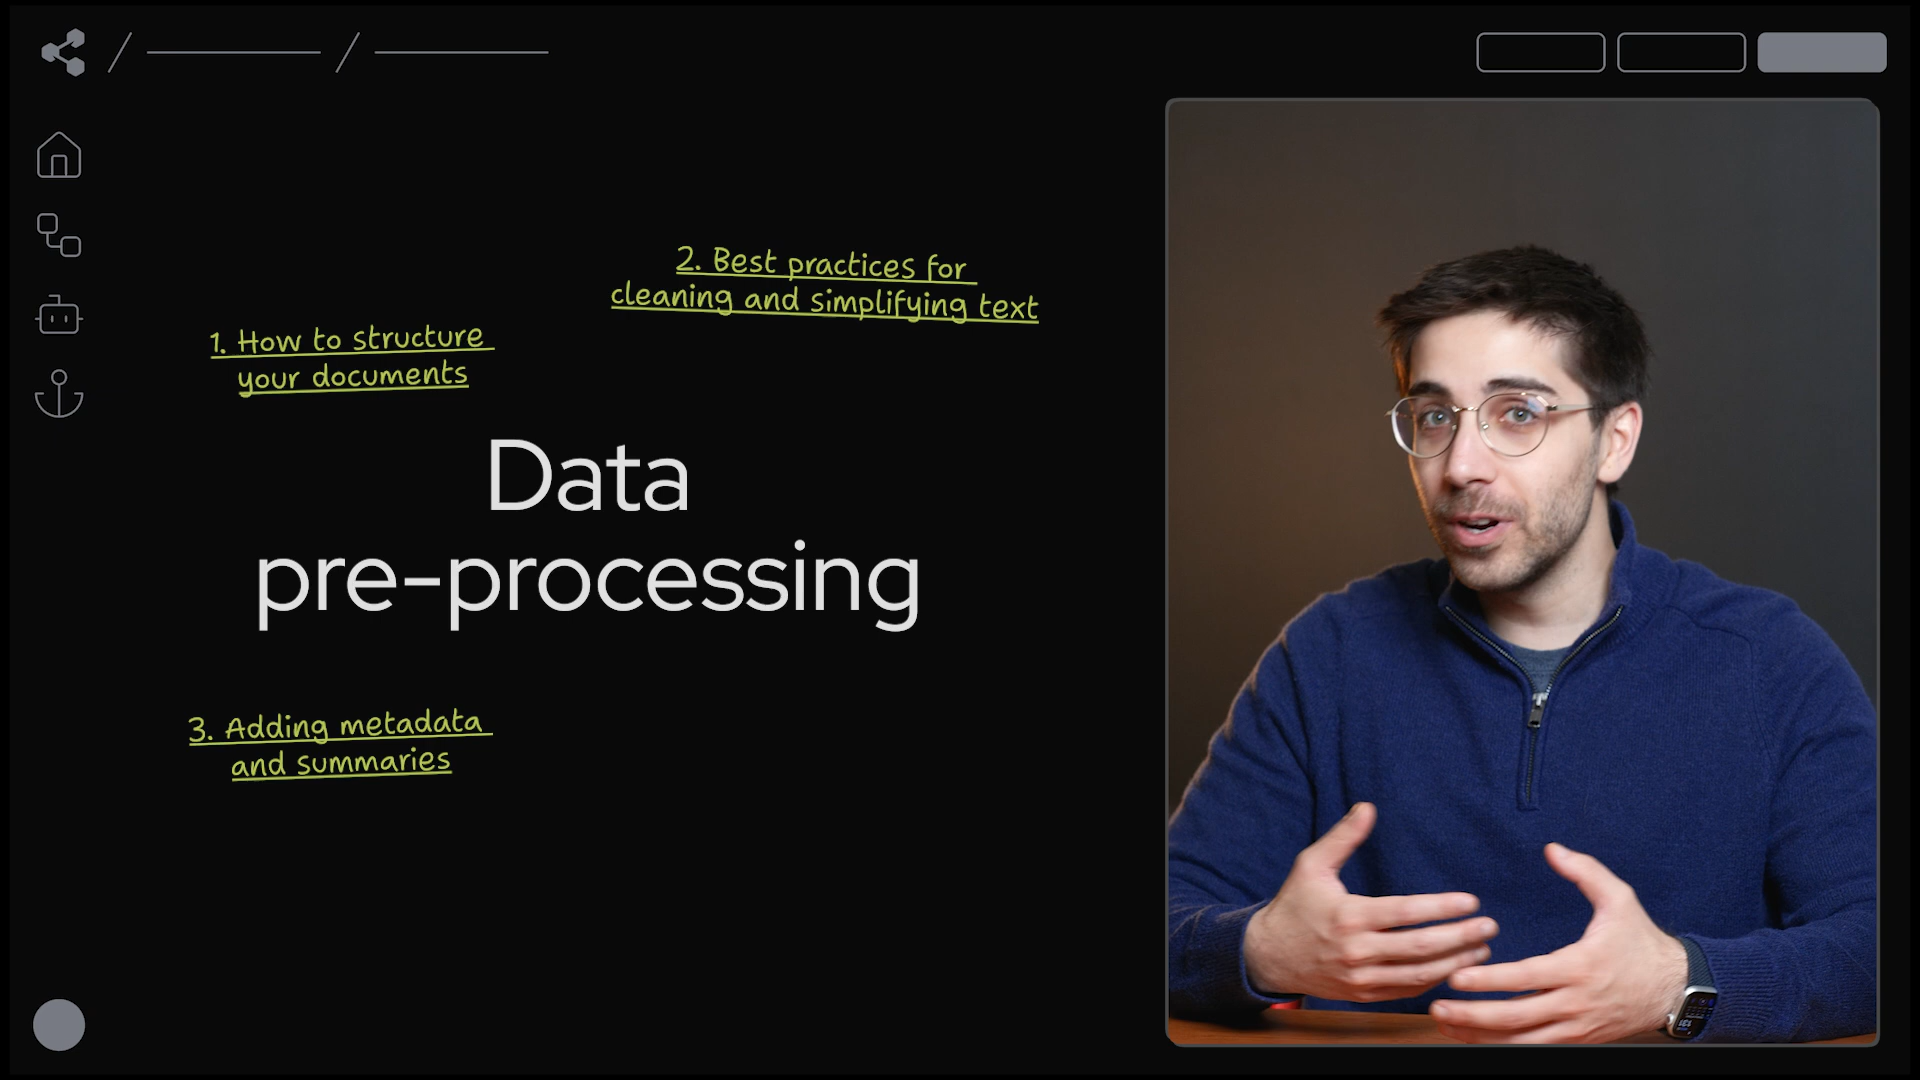 1. How to structure
your documents
2. Best practices for
cleaning and simplifying text
Data
pre-processing
3. Adding metadata
and summaries